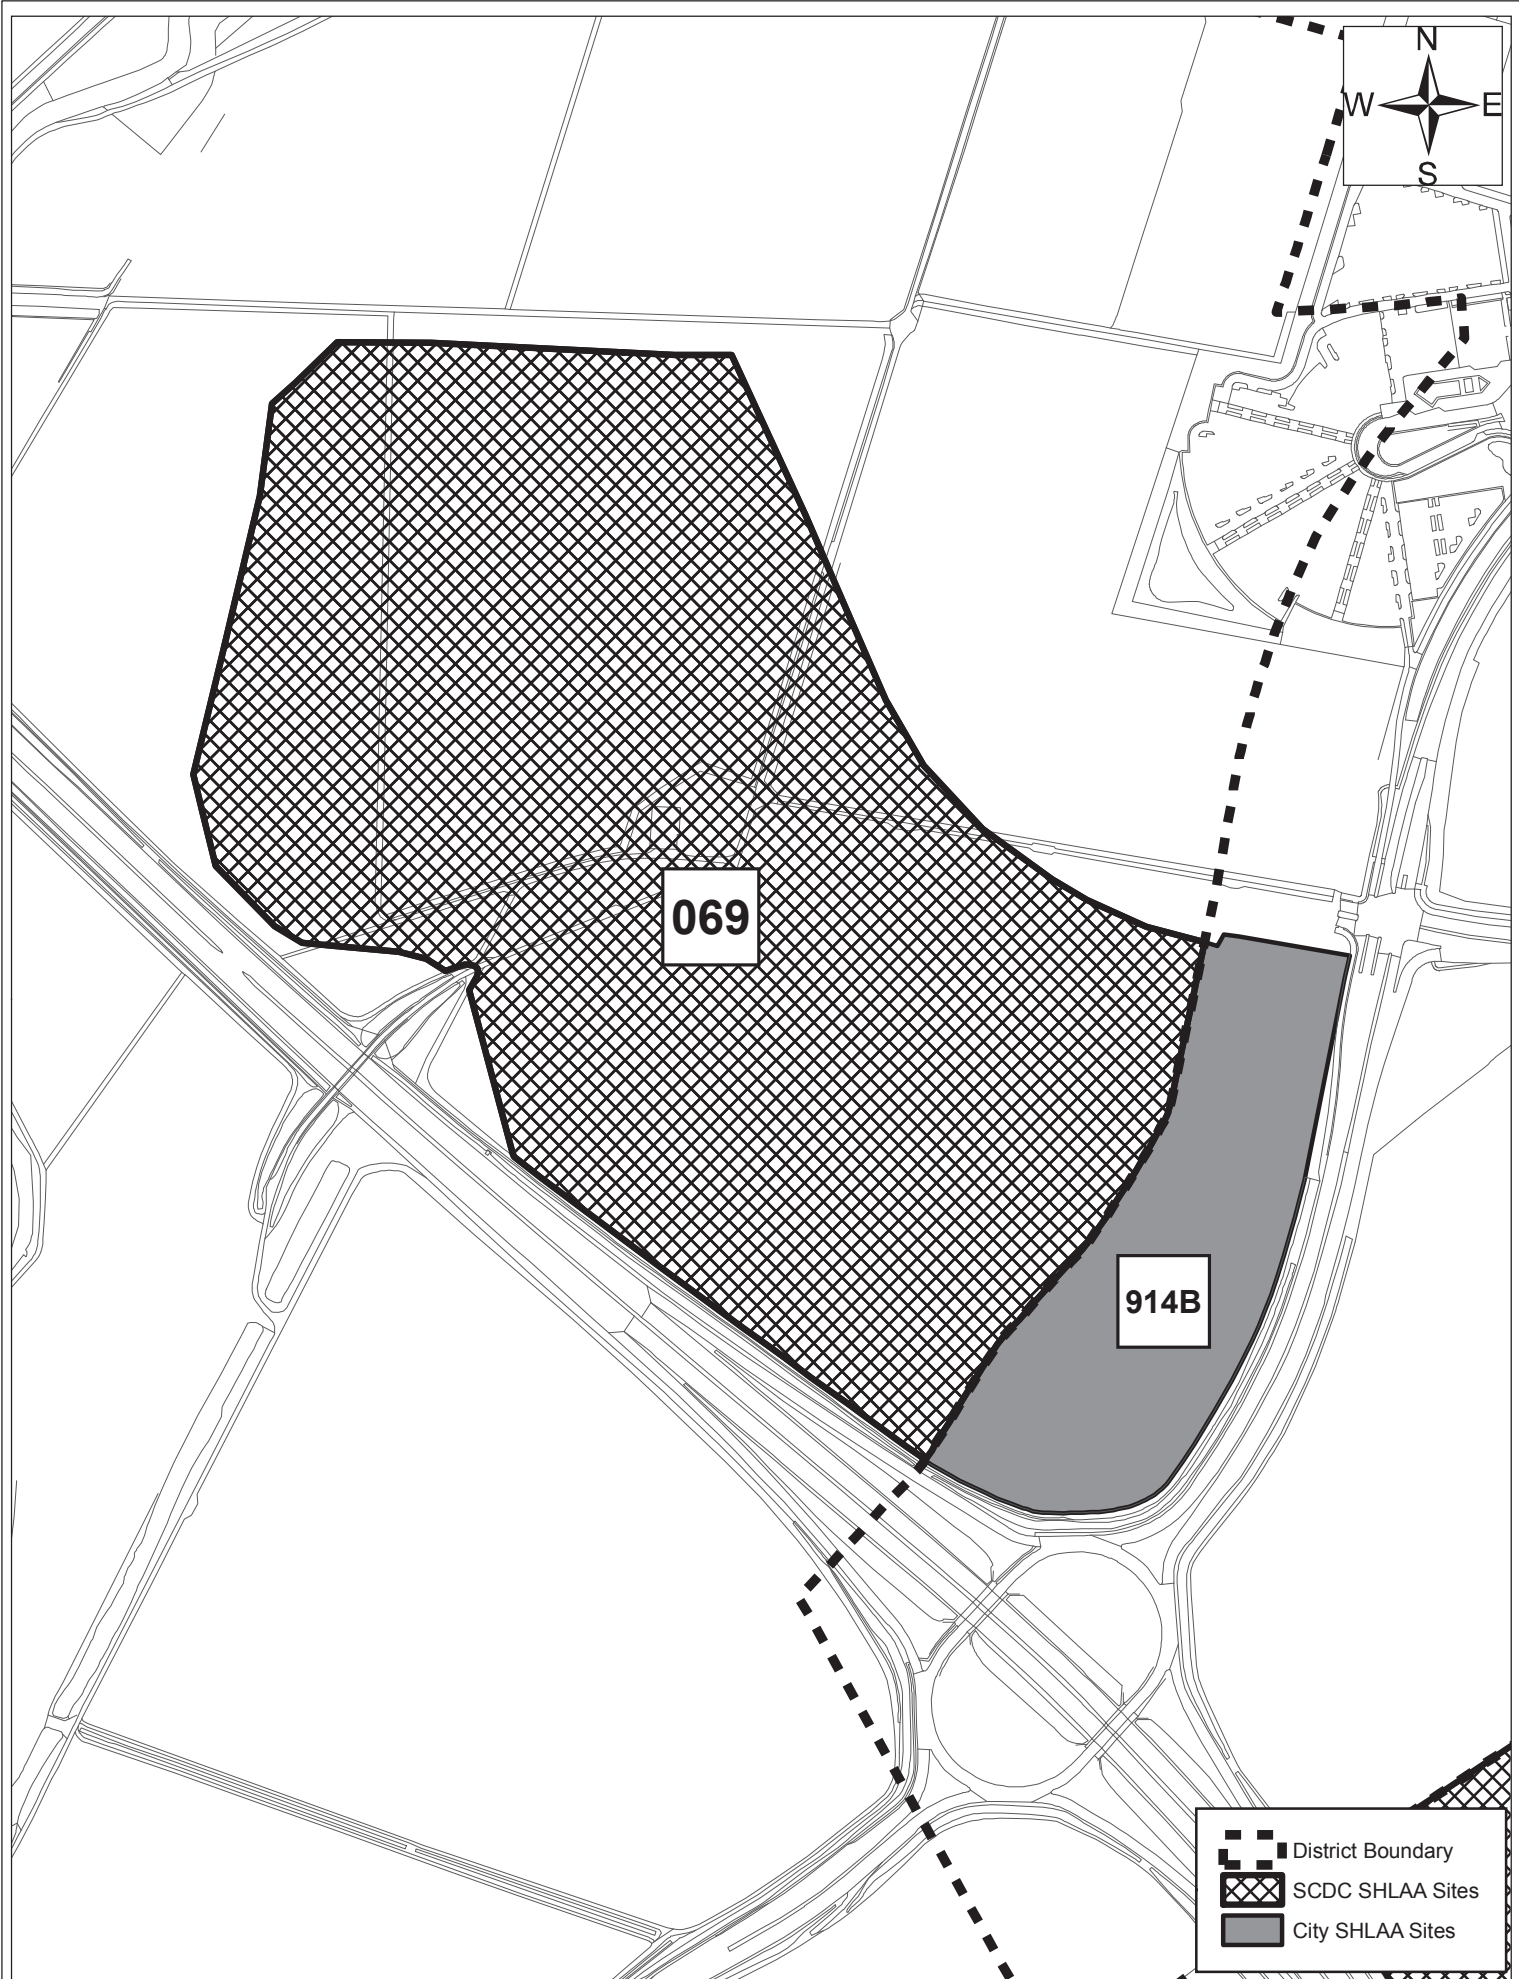 N
W E
S
069
914B
District Boundary
SCDC SHLAA Sites
City SHLAA Sites